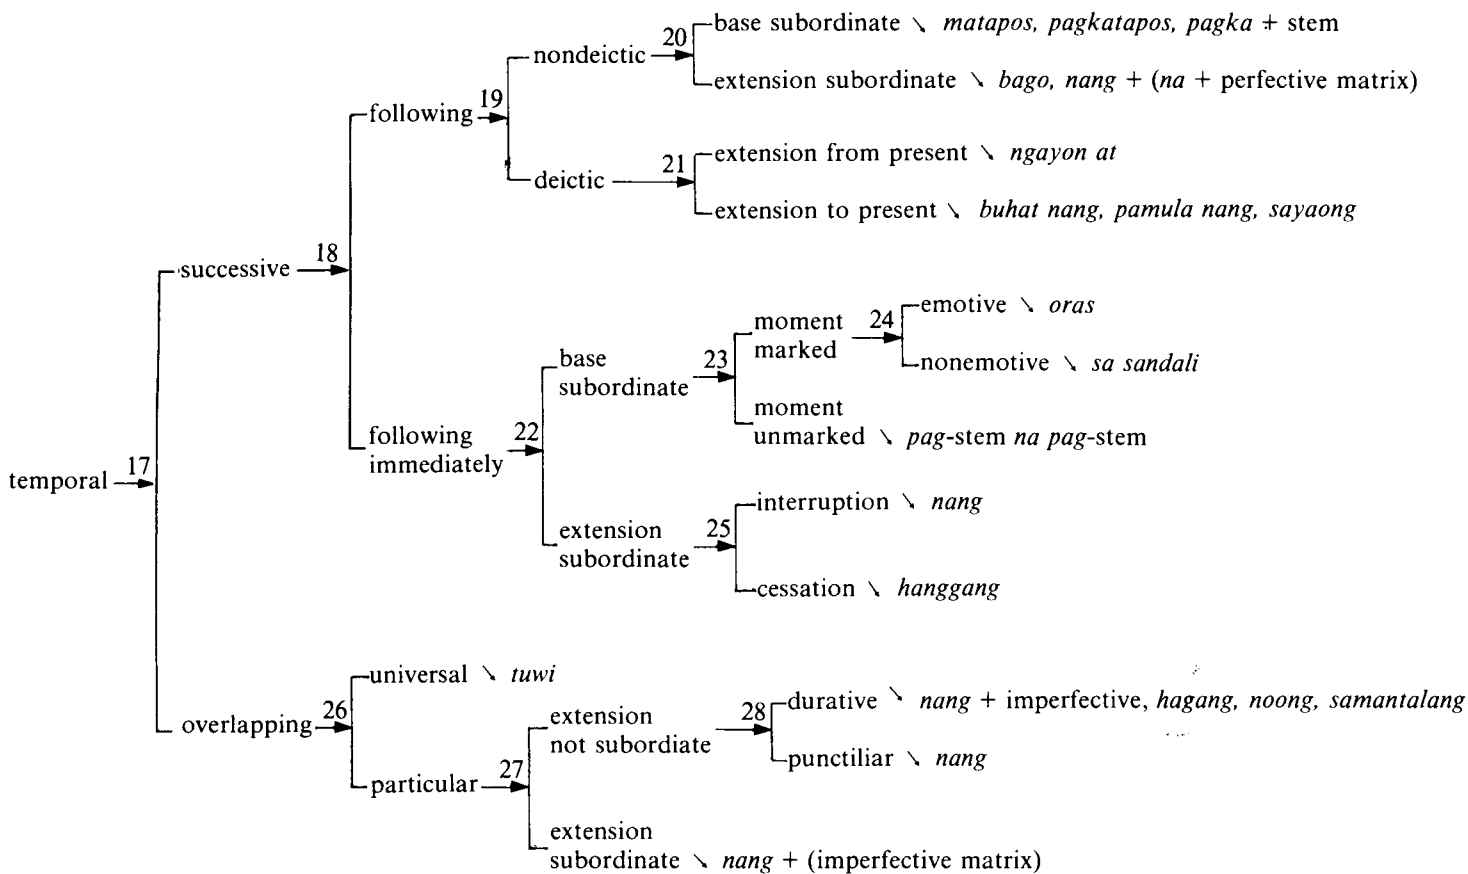 base subordinate ↘ matapos, pagkatapos, pagka + stem
20
nondeictic
extension subordinate ↘ bago, nang + (na + perfective matrix)
19
following
extension from present ↘ ngayon at
21
deictic
extension to present ↘ buhat nang, pamula nang, sayaong
18
successive
emotive ↘ oras
24
moment
marked
nonemotive ↘ sa sandali
23
base
subordinate
moment
unmarked ↘ pag-stem na pag-stem
22
following
immediately
17
temporal
interruption ↘ nang
25
extension
subordinate
cessation ↘ hanggang
universal ↘ tuwi
26
overlapping
durative ↘ nang + imperfective, hagang, noong, samantalang
28
extension
not subordiate
punctiliar ↘ nang
27
particular
extension
subordinate ↘ nang + (imperfective matrix)